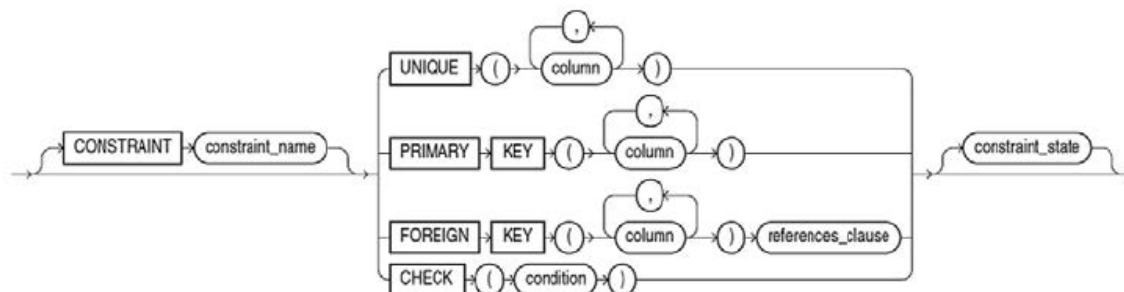 ,
UNIQUE ( column )
,
CONSTRAINT constraint_name PRIMARY KEY ( column ) constraint_state
,
FOREIGN KEY ( column ) references_clause
CHECK ( condition )